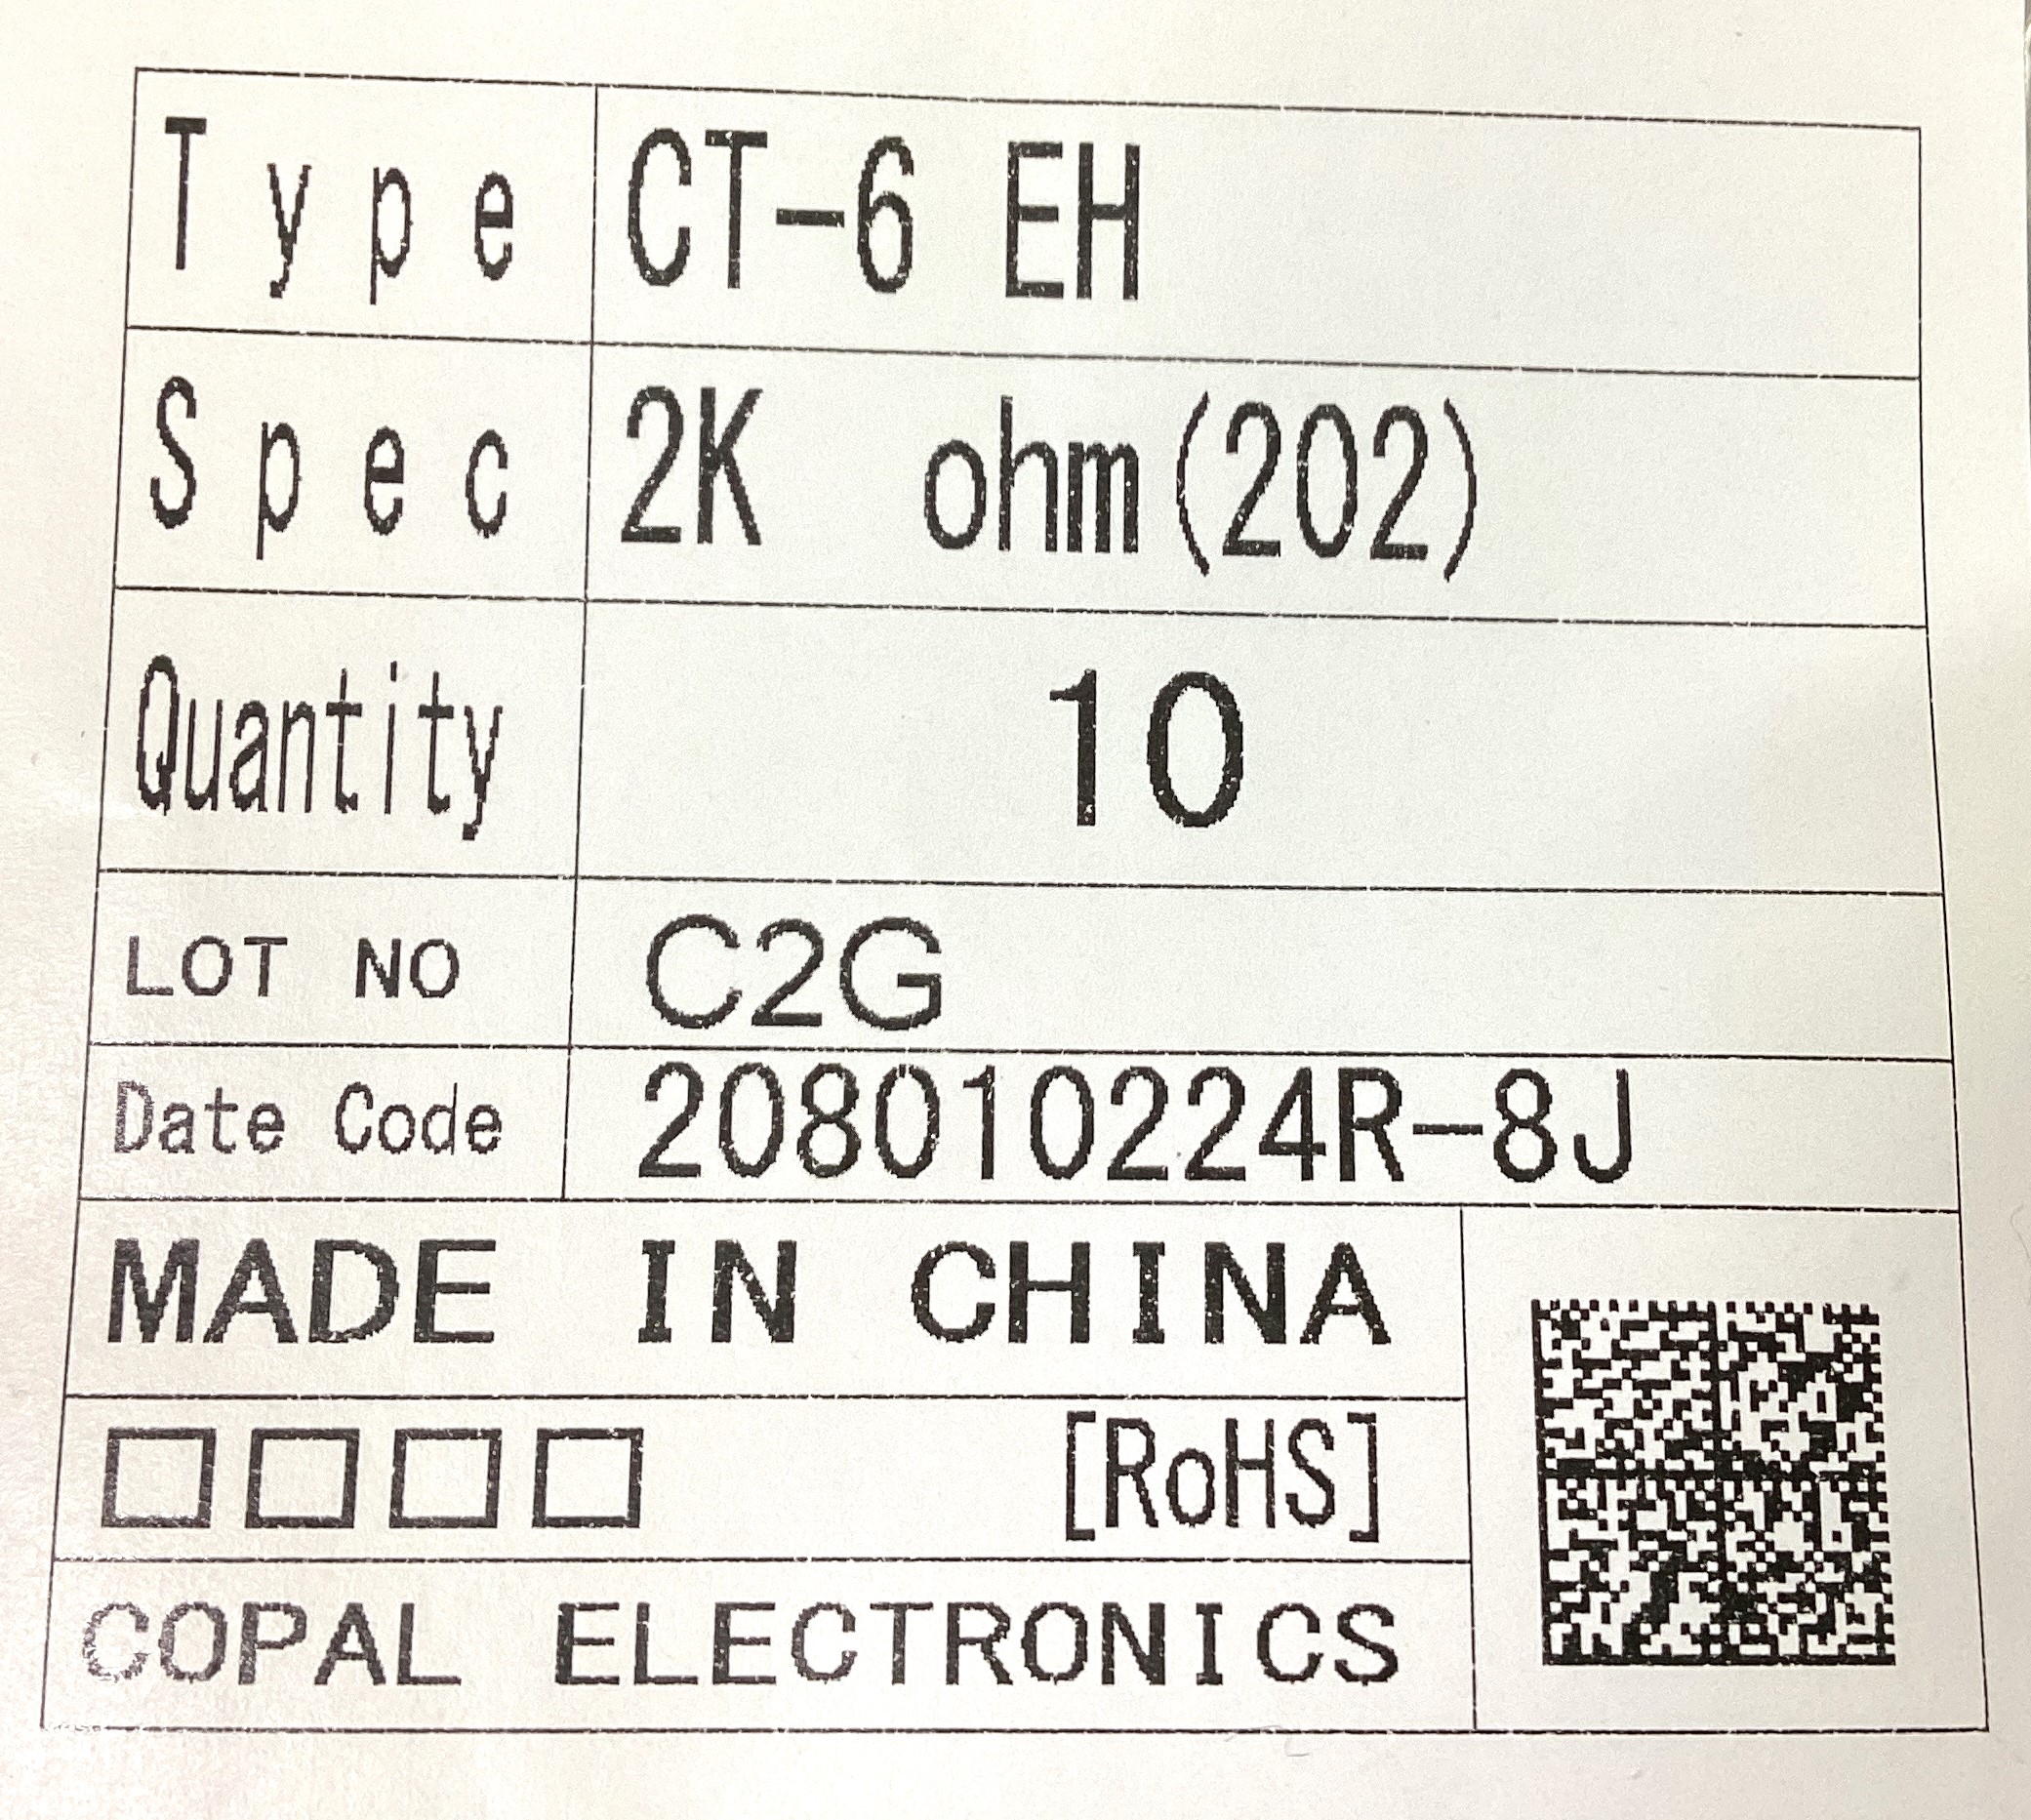 Type CT-6 EH
Spec 2K ohm(202)
Quantity 10
LOT NO C2G
Date Code 208010224R-8J
MADE IN CHINA
□□□□ [RoHS]
COPAL ELECTRONICS